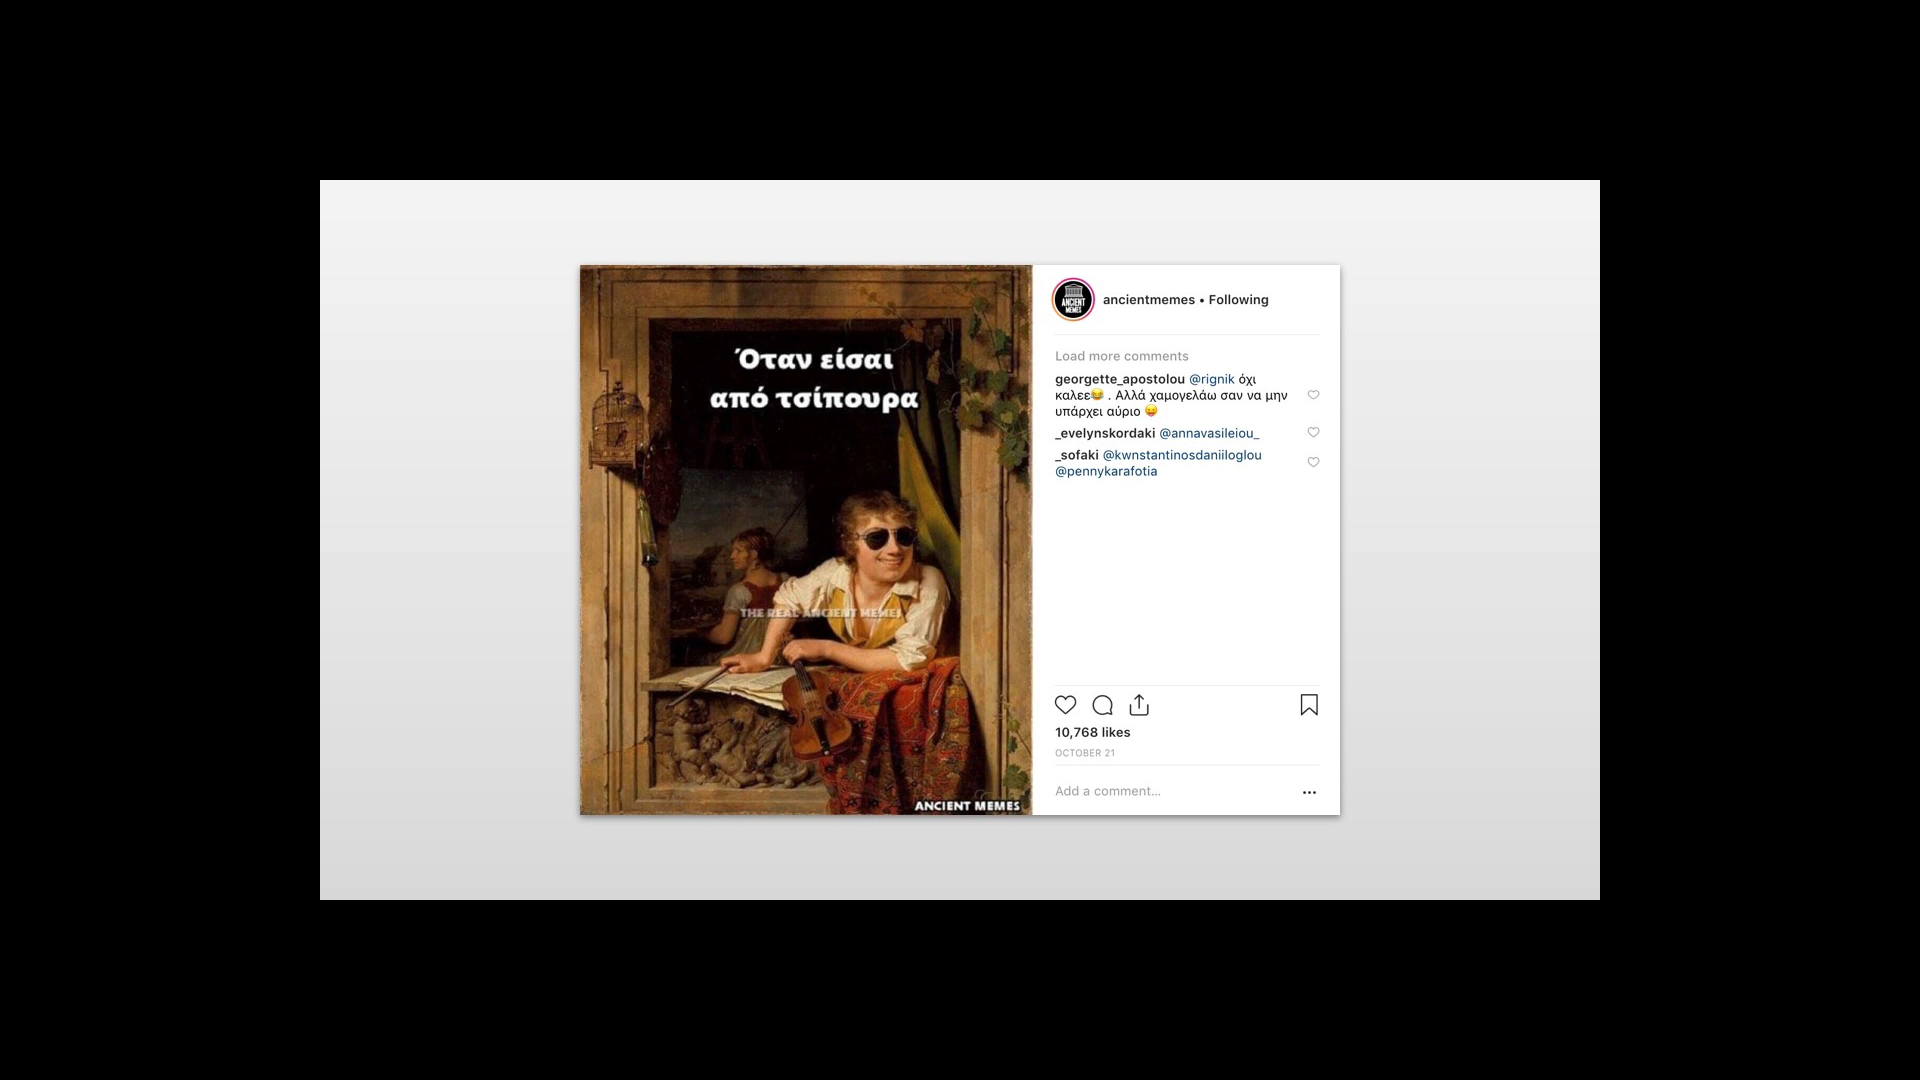 Όταν είσαι
από τσίπουρα
THE REAL ANCIENT MEMES
ANCIENT MEMES
ANCIENT
MEMES
ancientmemes • Following
Load more comments
georgette_apostolou @rignik όχι
καλεε😂 . Αλλά χαμογελάω σαν να μην
υπάρχει αύριο 😛
_evelynskordaki @annavasileiou_
_sofaki @kwnstantinosdaniiloglou
@pennykarafotia
10,768 likes
OCTOBER 21
Add a comment...